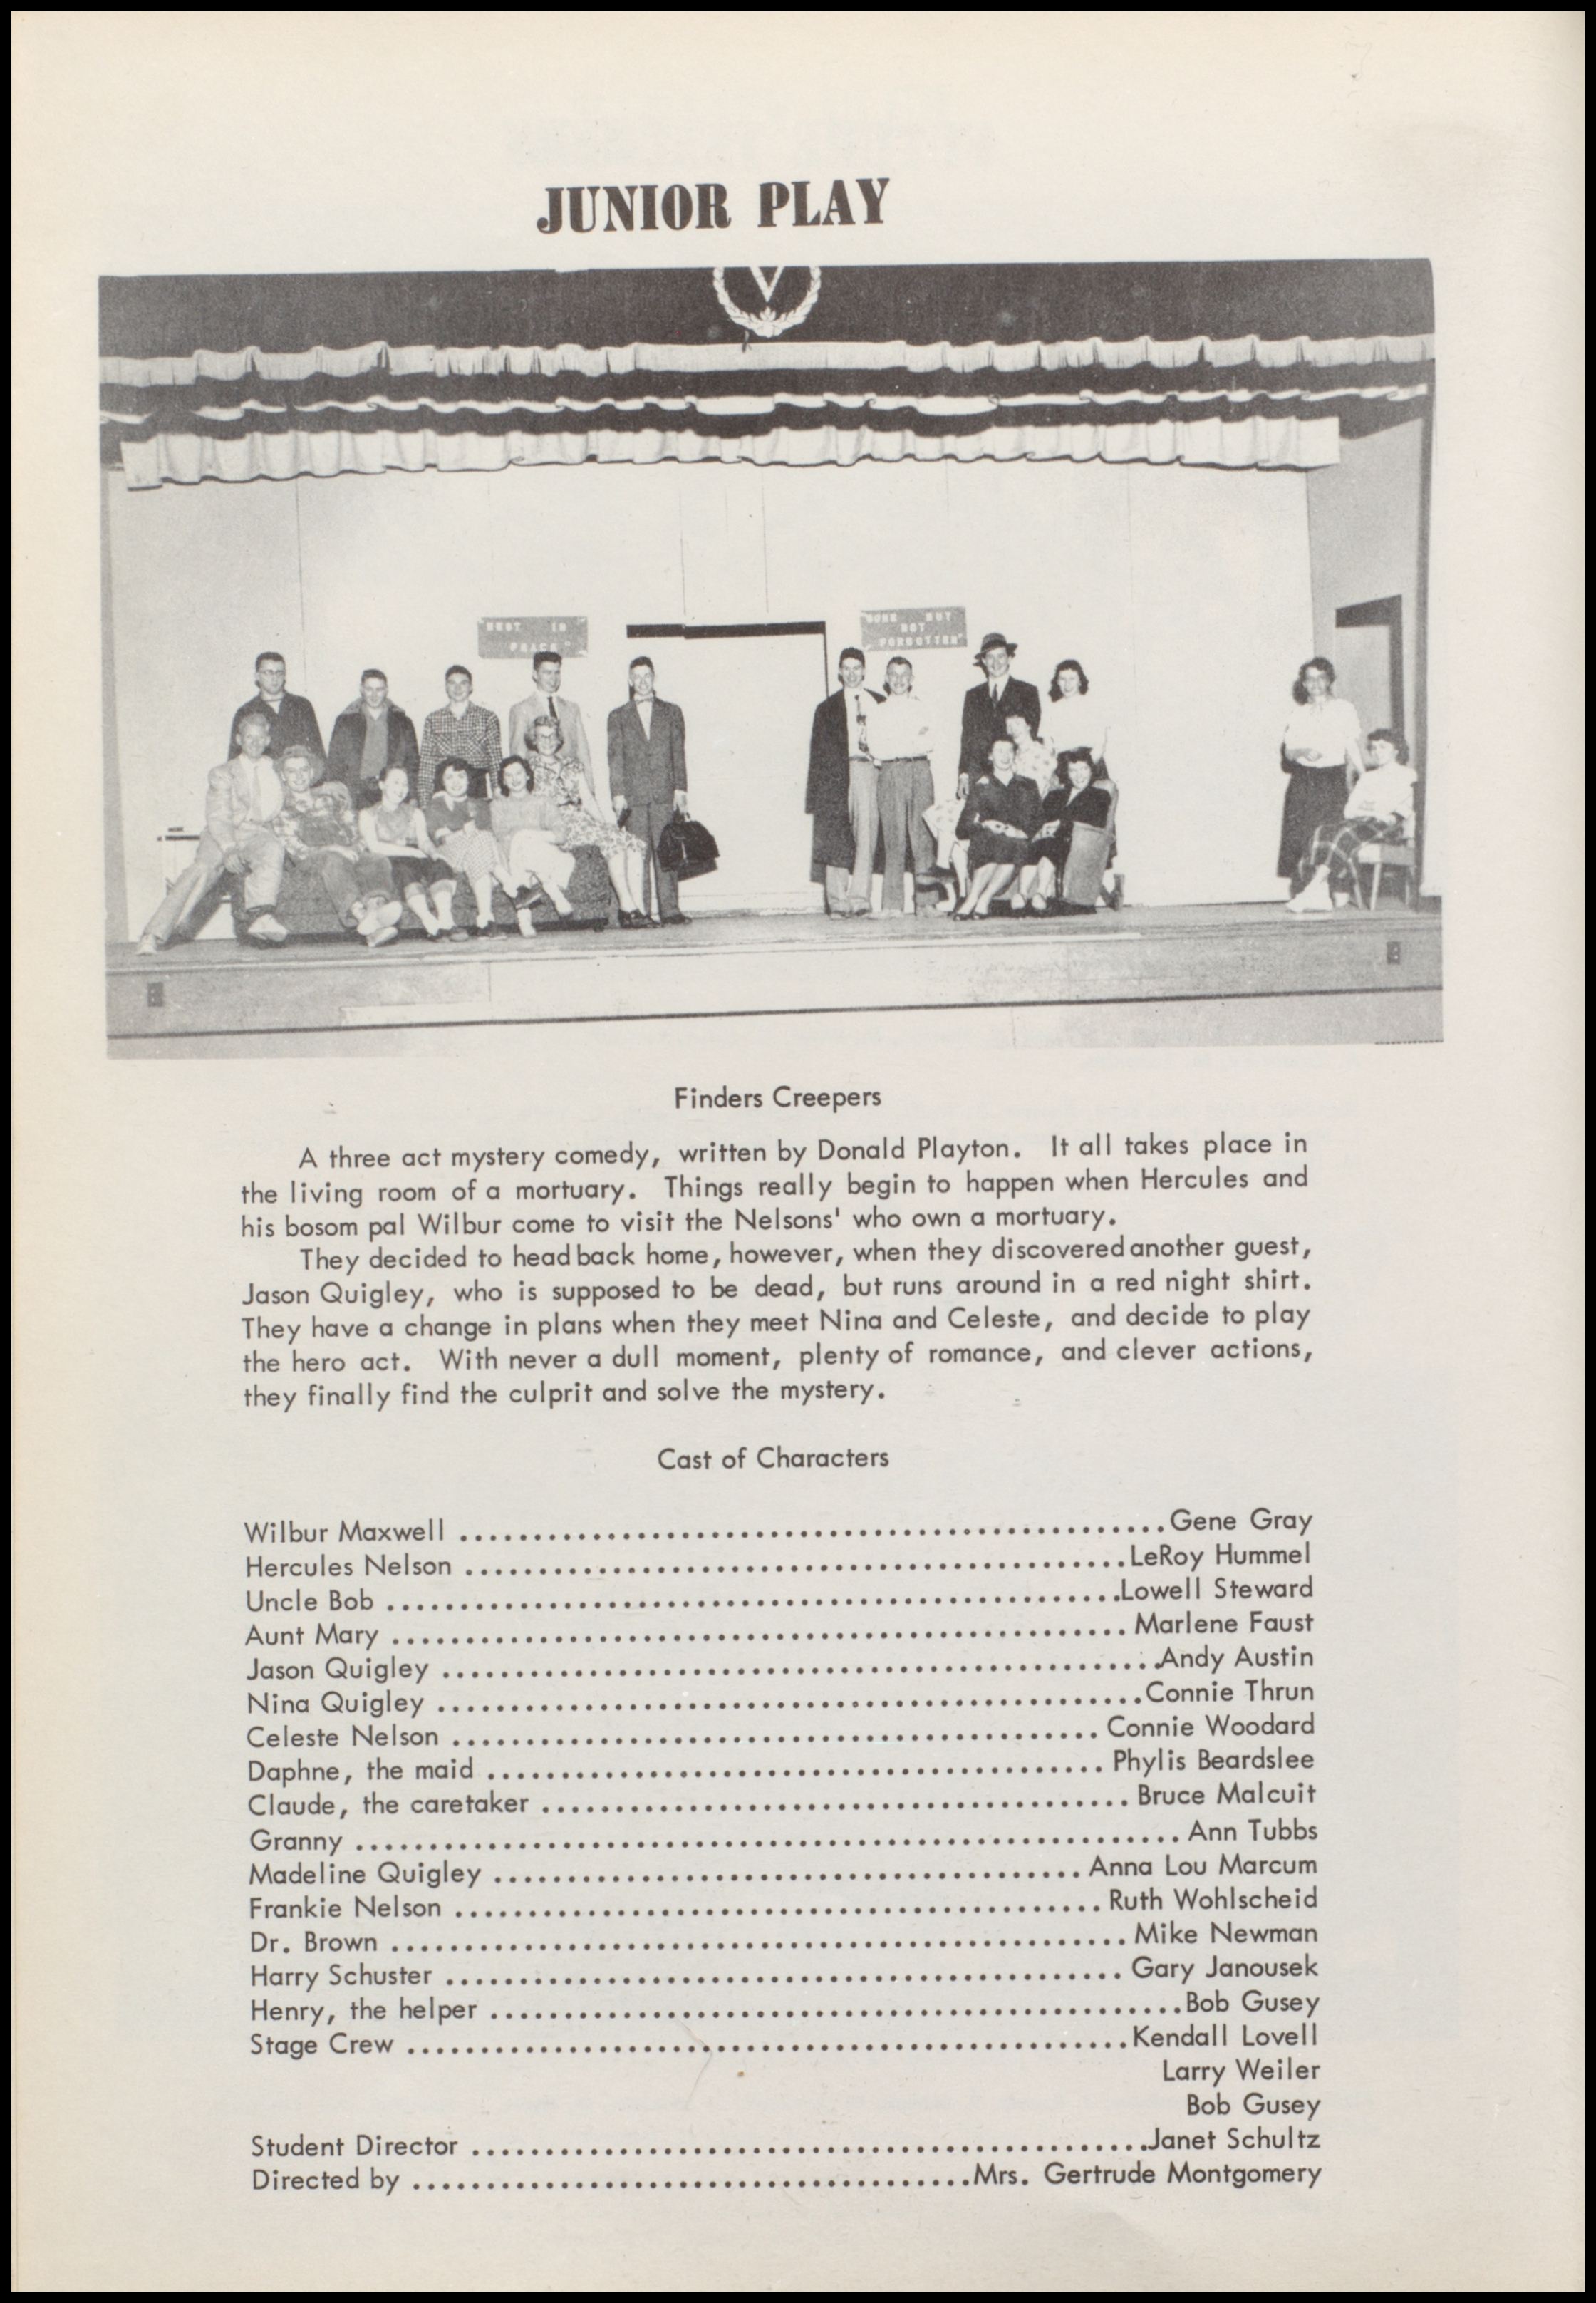 JUNIOR PLAY
V
"REST IN
PEACE"
"GONE BUT
NOT
FORGOTTEN"
Finders Creepers
A three act mystery comedy, written by Donald Playton. It all takes place in
the living room of a mortuary. Things really begin to happen when Hercules and
his bosom pal Wilbur come to visit the Nelsons' who own a mortuary.
They decided to head back home, however, when they discovered another guest,
Jason Quigley, who is supposed to be dead, but runs around in a red night shirt.
They have a change in plans when they meet Nina and Celeste, and decide to play
the hero act. With never a dull moment, plenty of romance, and clever actions,
they finally find the culprit and solve the mystery.
Cast of Characters
Wilbur Maxwell ................................................ Gene Gray
Hercules Nelson ............................................. LeRoy Hummel
Uncle Bob .................................................. Lowell Steward
Aunt Mary .................................................. Marlene Faust
Jason Quigley ................................................. Andy Austin
Nina Quigley ................................................ Connie Thrun
Celeste Nelson ............................................ Connie Woodard
Daphne, the maid .......................................... Phylis Beardslee
Claude, the caretaker ........................................ Bruce Malcuit
Granny ........................................................ Ann Tubbs
Madeline Quigley ........................................ Anna Lou Marcum
Frankie Nelson ............................................ Ruth Wohlscheid
Dr. Brown .................................................. Mike Newman
Harry Schuster .............................................. Gary Janousek
Henry, the helper ............................................... Bob Gusey
Stage Crew ................................................. Kendall Lovell
Larry Weiler
Bob Gusey
Student Director .............................................. Janet Schultz
Directed by ...................................... Mrs. Gertrude Montgomery